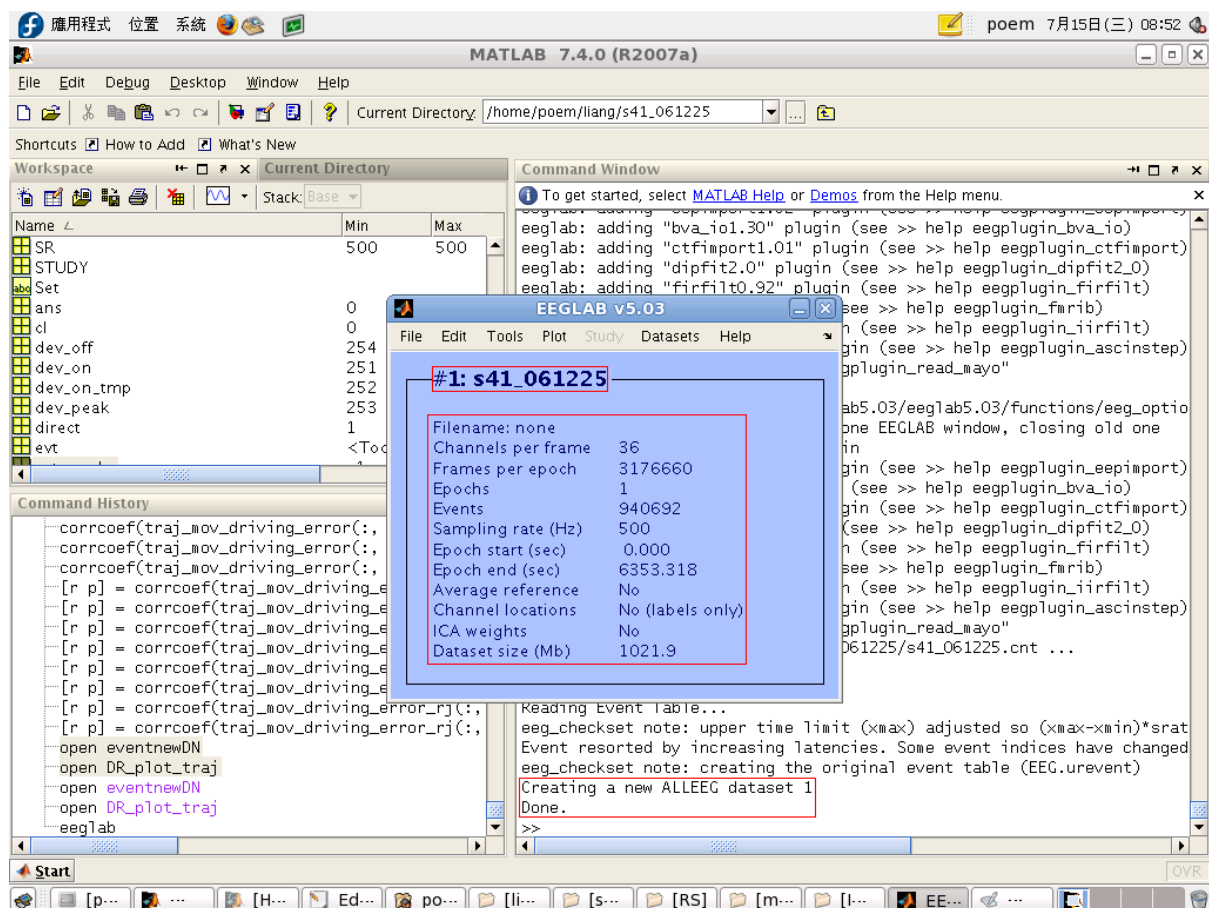 應用程式 位置 系統 poem 7月15日(三) 08:52
MATLAB 7.4.0 (R2007a)
File Edit Debug Desktop Window Help
Current Directory: /home/poem/liang/s41_061225 ...
Shortcuts How to Add What's New
Workspace Current Directory
Stack: Base
Name Min Max
SR 500 500
STUDY
abc Set
ans 0
cl 0
dev_off 254
dev_on 251
dev_on_tmp 252
dev_peak 253
direct 1
evt <Too
Command History
corrcoef(traj_mov_driving_error(:,
corrcoef(traj_mov_driving_error(:,
corrcoef(traj_mov_driving_error(:,
[r p] = corrcoef(traj_mov_driving_e
[r p] = corrcoef(traj_mov_driving_e
[r p] = corrcoef(traj_mov_driving_e
[r p] = corrcoef(traj_mov_driving_e
[r p] = corrcoef(traj_mov_driving_e
[r p] = corrcoef(traj_mov_driving_e
[r p] = corrcoef(traj_mov_driving_error_rj(:,
[r p] = corrcoef(traj_mov_driving_error_rj(:,
open eventnewDN
open DR_plot_traj
open eventnewDN
open DR_plot_traj
eeglab
Command Window
To get started, select MATLAB Help or Demos from the Help menu.
eeglab: adding "bva_io1.30" plugin (see >> help eegplugin_bva_io)
eeglab: adding "ctfimport1.01" plugin (see >> help eegplugin_ctfimport)
eeglab: adding "dipfit2.0" plugin (see >> help eegplugin_dipfit2_0)
eeglab: adding "firfilt0.92" plugin (see >> help eegplugin_firfilt)
see >> help eegplugin_fmrib)
n (see >> help eegplugin_iirfilt)
gin (see >> help eegplugin_ascinstep)
gplugin_read_mayo"
ab5.03/eeglab5.03/functions/eeg_optio
one EEGLAB window, closing old one
in
gin (see >> help eegplugin_eepimport)
(see >> help eegplugin_bva_io)
gin (see >> help eegplugin_ctfimport)
(see >> help eegplugin_dipfit2_0)
n (see >> help eegplugin_firfilt)
see >> help eegplugin_fmrib)
n (see >> help eegplugin_iirfilt)
gin (see >> help eegplugin_ascinstep)
gplugin_read_mayo"
061225/s41_061225.cnt ...
Reading Event Table...
eeg_checkset note: upper time limit (xmax) adjusted so (xmax-xmin)*srat
Event resorted by increasing latencies. Some event indices have changed
eeg_checkset note: creating the original event table (EEG.urevent)
Creating a new ALLEEG dataset 1
Done.
>>
EEGLAB v5.03
File Edit Tools Plot Study Datasets Help
#1: s41_061225
Filename: none
Channels per frame 36
Frames per epoch 3176660
Epochs 1
Events 940692
Sampling rate (Hz) 500
Epoch start (sec) 0.000
Epoch end (sec) 6353.318
Average reference No
Channel locations No (labels only)
ICA weights No
Dataset size (Mb) 1021.9
Start OVR
[p... ... [H... Ed... po... [li... [s... [RS] [m... [l... EE... ...